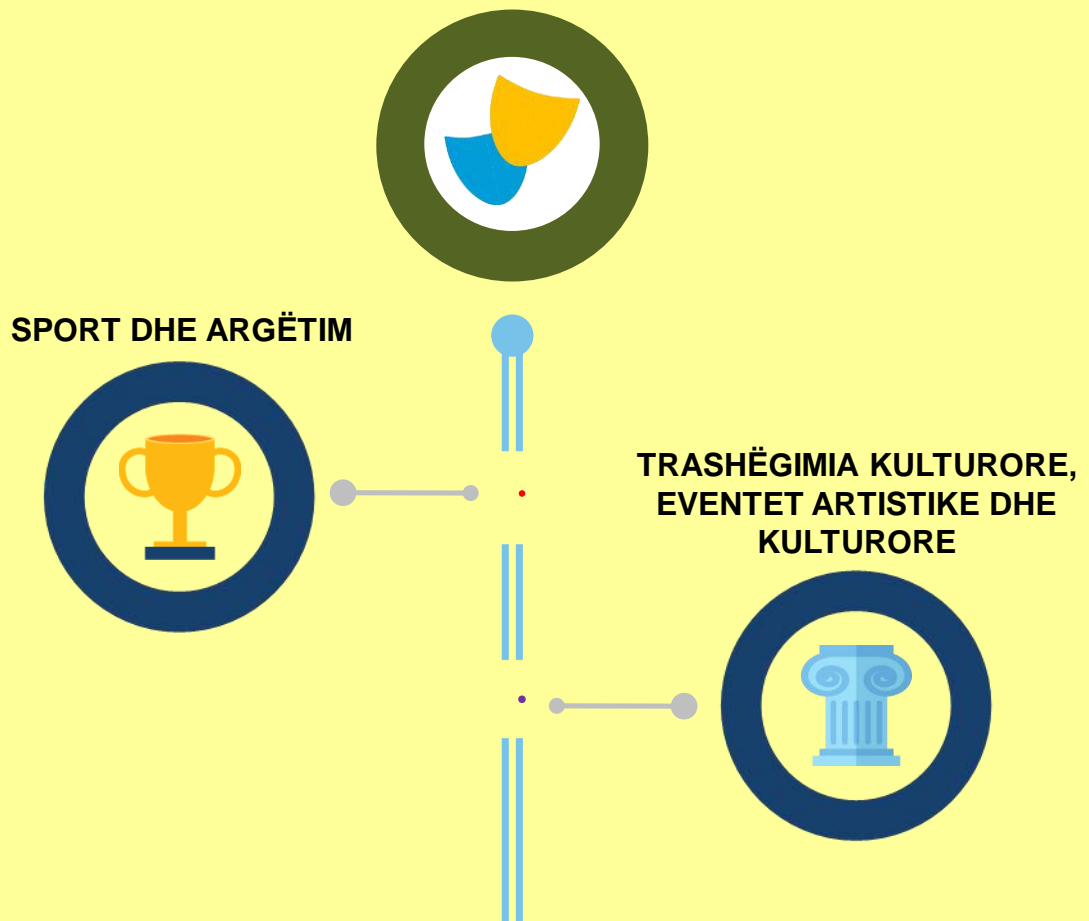 SPORT DHE ARGËTIM
TRASHËGIMIA KULTURORE,
EVENTET ARTISTIKE DHE
KULTURORE